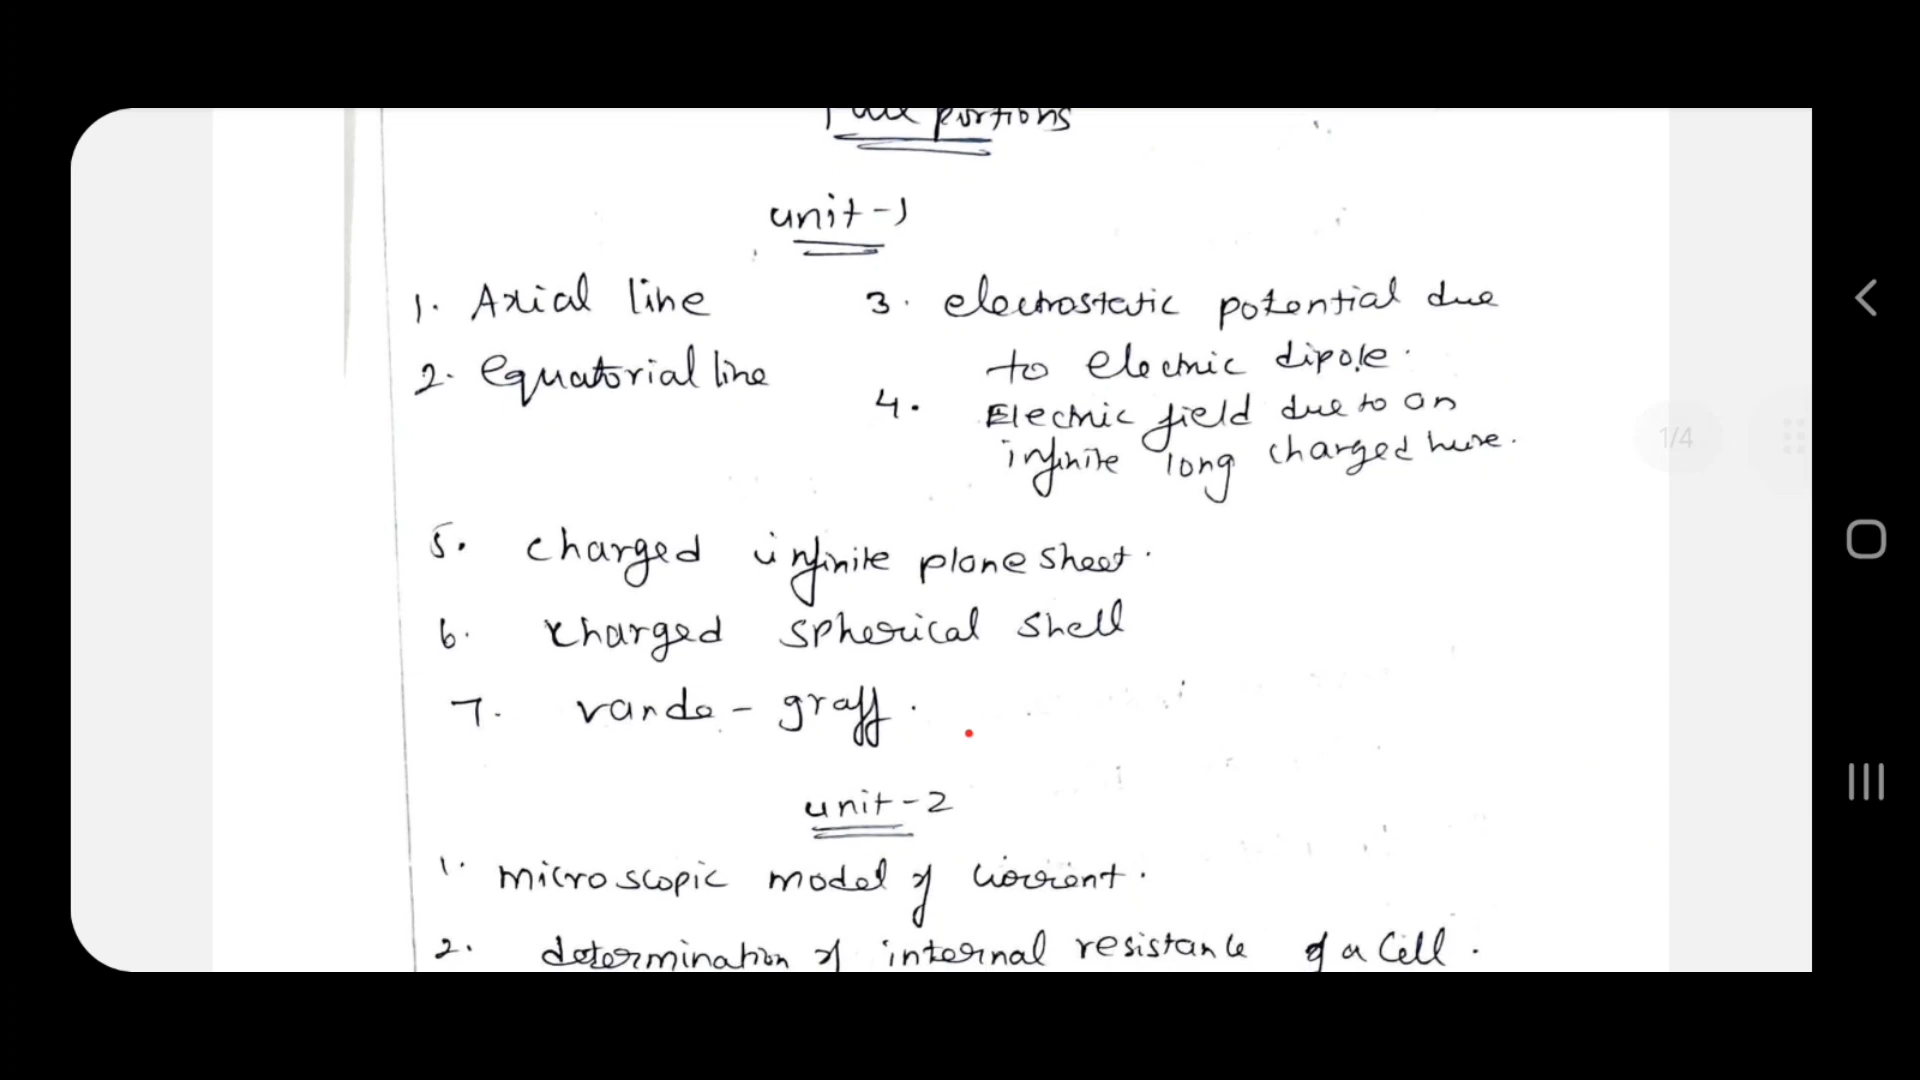 portions
unit-1
1. Axial line
2. equatorial line
3. electrostatic potential due
to electric dipole.
4. Electric field due to an
infinite long charged
5. charged infinite plane sheet.
6. charged spherical shell
7. vande-graff.
unit-2
1. microscopic model of current.
2. determination of internal resistance of a Cell.
1/4